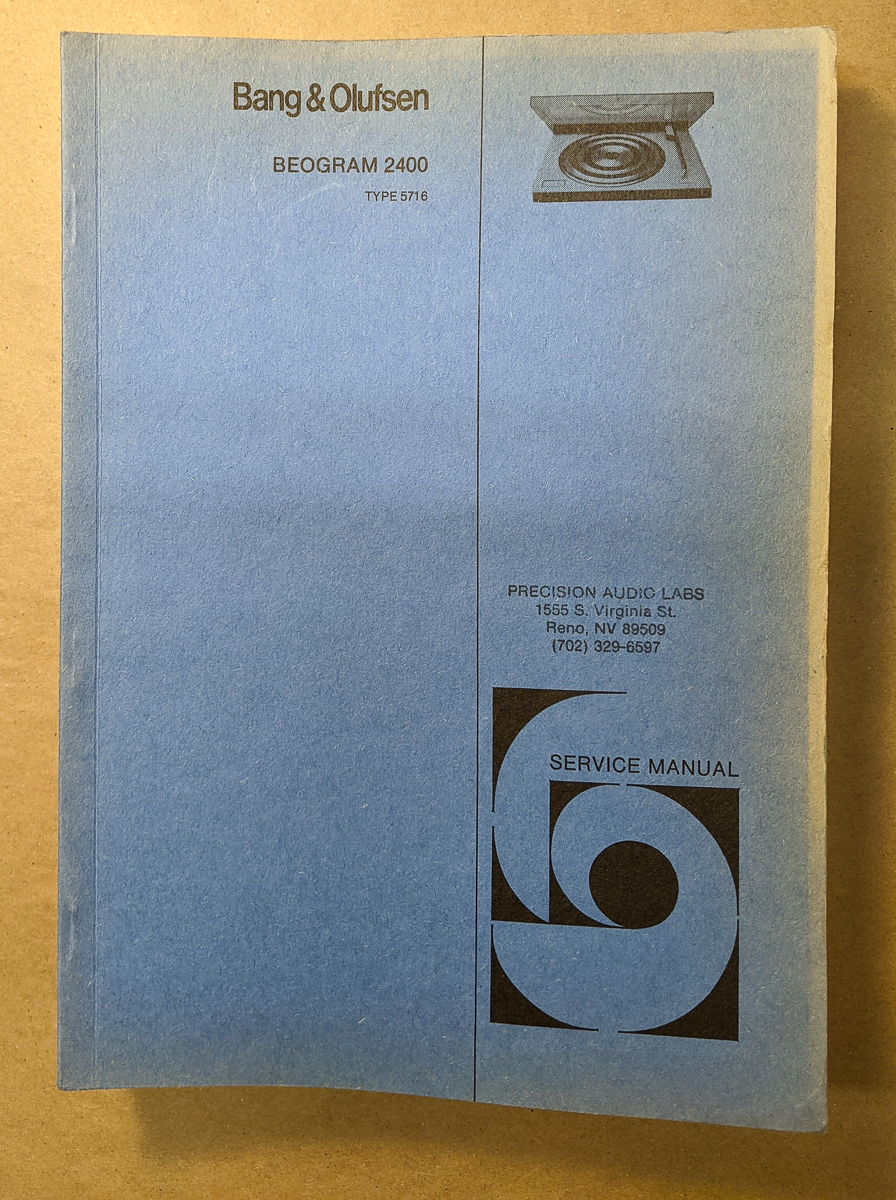 Bang & Olufsen
BEOGRAM 2400
TYPE 5716
PRECISION AUDIO LABS
1555 S. Virginia St.
Reno, NV 89509
(702) 329-6597
SERVICE MANUAL